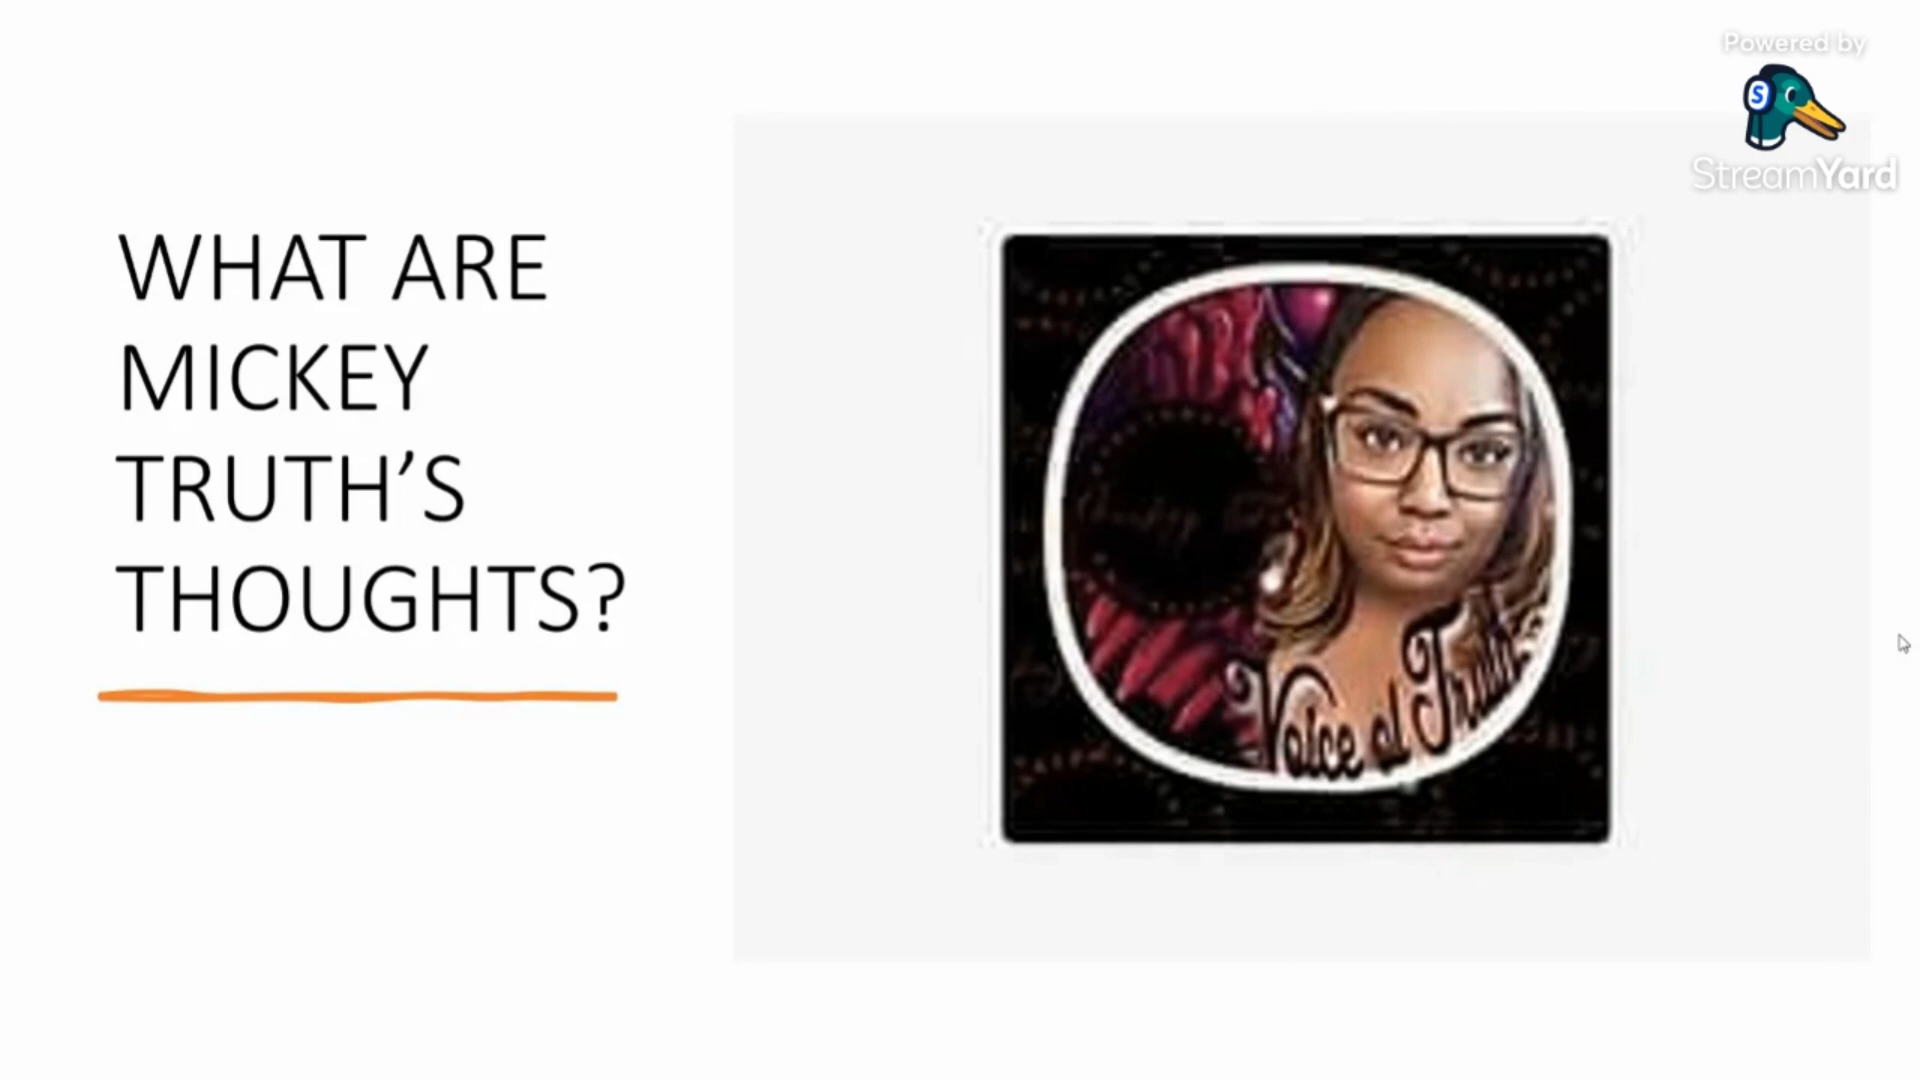 Powered by
S
StreamYard
WHAT ARE
MICKEY
TRUTH’S
THOUGHTS?
Voice of Truth